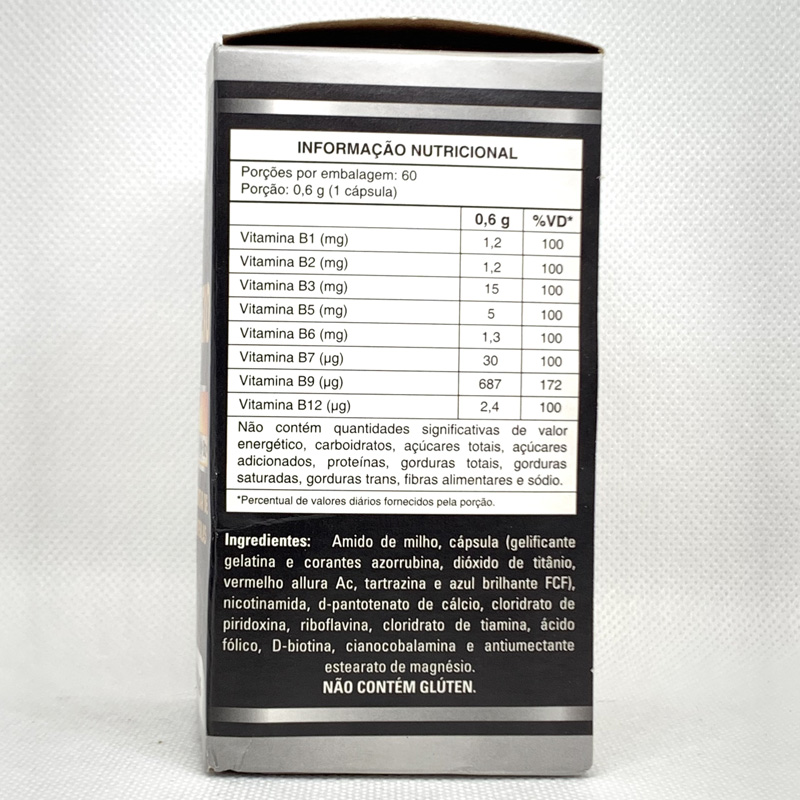 INFORMAÇÃO NUTRICIONAL
Porções por embalagem: 60
Porção: 0,6 g (1 cápsula)
0,6 g %VD*
Vitamina B1 (mg) 1,2 100
Vitamina B2 (mg) 1,2 100
Vitamina B3 (mg) 15 100
Vitamina B5 (mg) 5 100
Vitamina B6 (mg) 1,3 100
Vitamina B7 (µg) 30 100
Vitamina B9 (µg) 687 172
Vitamina B12 (µg) 2,4 100
Não contém quantidades significativas de valor
energético, carboidratos, açúcares totais, açúcares
adicionados, proteínas, gorduras totais, gorduras
saturadas, gorduras trans, fibras alimentares e sódio.
*Percentual de valores diários fornecidos pela porção.
Ingredientes: Amido de milho, cápsula (gelificante
gelatina e corantes azorrubina, dióxido de titânio,
vermelho allura Ac, tartrazina e azul brilhante FCF),
nicotinamida, d-pantotenato de cálcio, cloridrato de
piridoxina, riboflavina, cloridrato de tiamina, ácido
fólico, D-biotina, cianocobalamina e antiumectante
estearato de magnésio.
NÃO CONTÉM GLÚTEN.